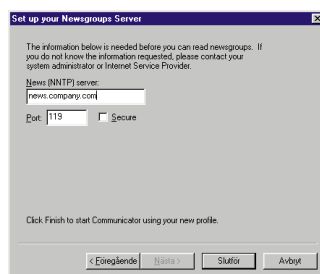 Set up your Newsgroups Server
The information below is needed before you can read newsgroups. If
you do not know the information requested, please contact your
system administrator or Internet Service Provider.
News (NNTP) server:
news.company.com
Port: 119 Secure
Click Finish to start Communicator using your new profile.
< Föregående Nästa > Slutför Avbryt